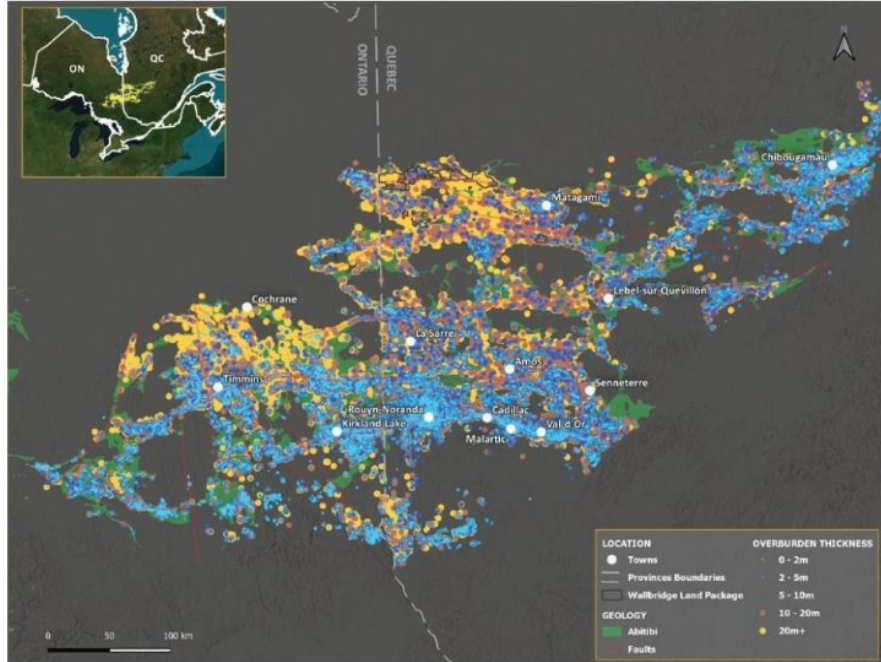 ON
QC
ONTARIO
QUEBEC
N
Chibougamau
Matagami
Lebel-sur-Quevillon
Cochrane
La Sarre
Amos
Timmins
Senneterre
Rouyn-Noranda
Cadillac
Kirkland Lake
Malartic
Val-d'Or
LOCATION
Towns
Provinces Boundaries
Wallbridge Land Package
GEOLOGY
Abitibi
Faults
OVERBURDEN THICKNESS
0 - 2m
2 - 5m
5 - 10m
10 - 20m
20m+
0 50 100 km